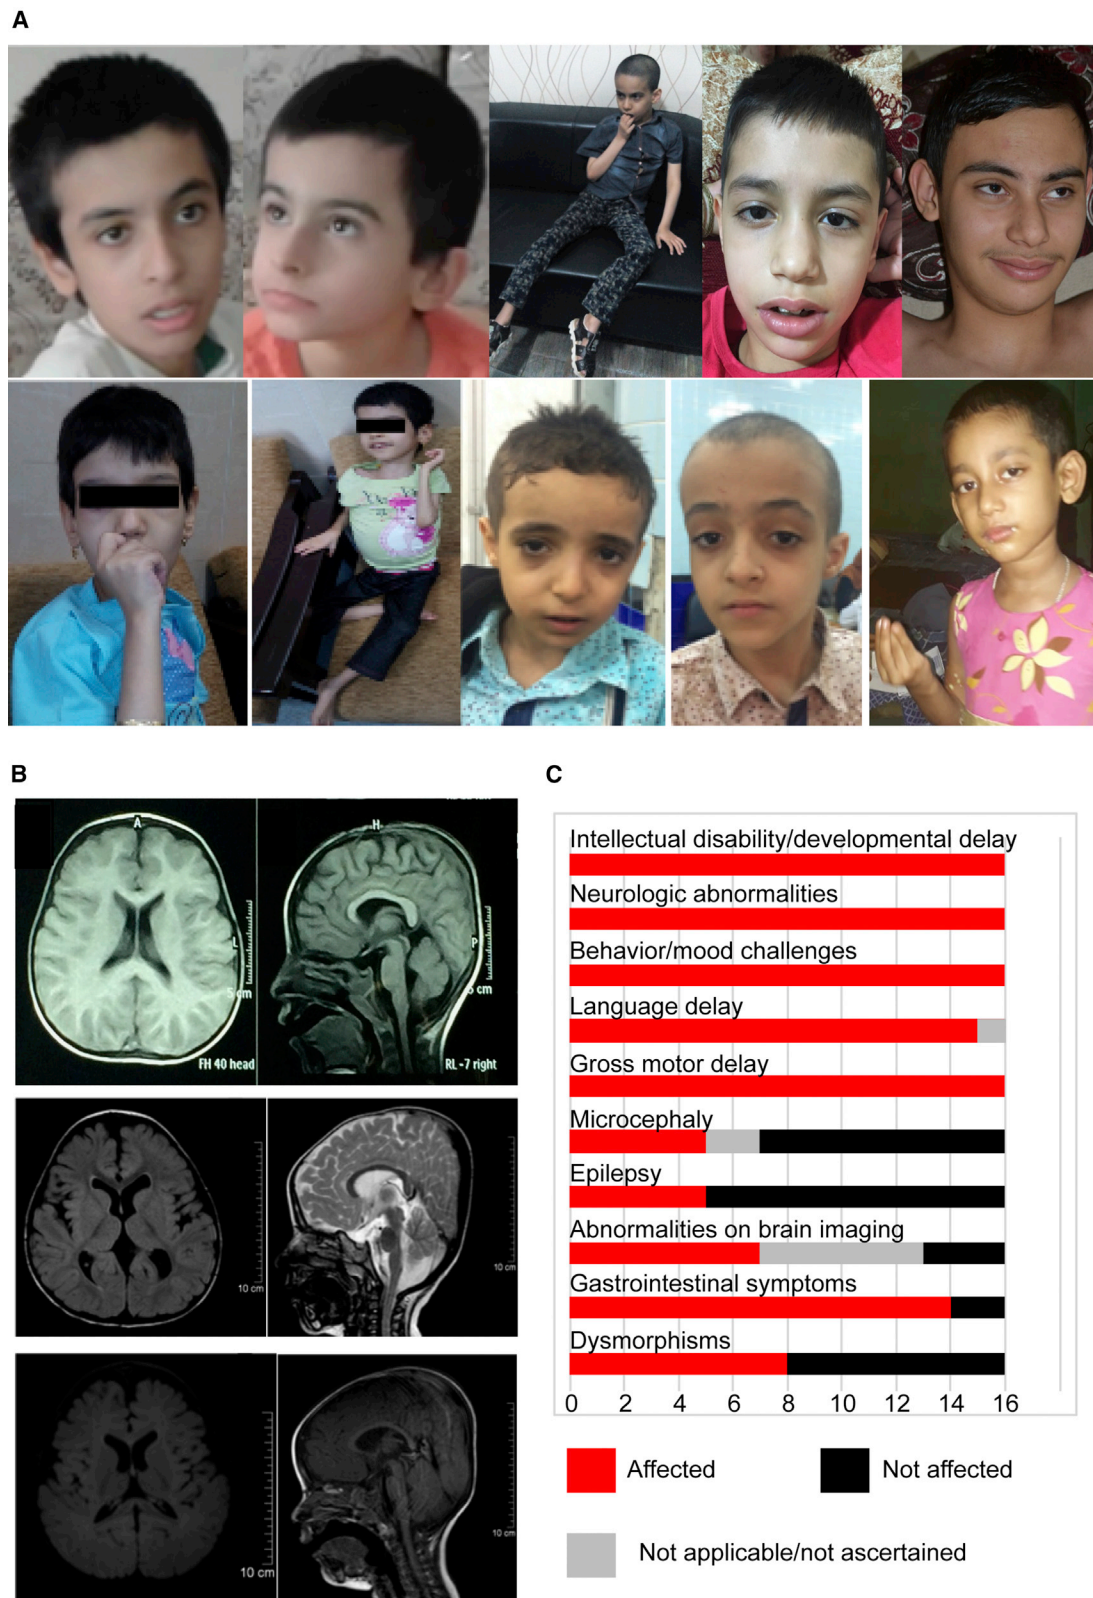 A
B
A
L
5 cm
FH 40 head
H
P
cm
RL -7 right
10 cm
10 cm
10 cm
10 cm
C
Intellectual disability/developmental delay
Neurologic abnormalities
Behavior/mood challenges
Language delay
Gross motor delay
Microcephaly
Epilepsy
Abnormalities on brain imaging
Gastrointestinal symptoms
Dysmorphisms
0 2 4 6 8 10 12 14 16
Affected
Not affected
Not applicable/not ascertained